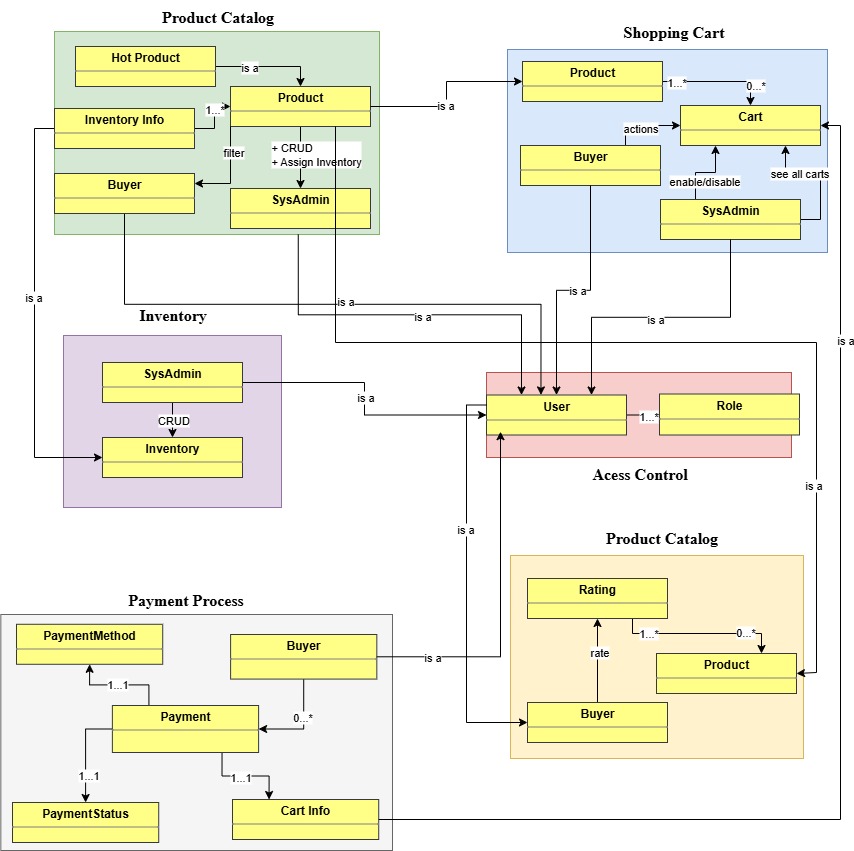 Product Catalog
Hot Product
is a
Product
1...*
Inventory Info
filter
+ CRUD
+ Assign Inventory
Buyer
SysAdmin
Shopping Cart
Product
1...*
0...*
is a
Cart
actions
Buyer
enable/disable
see all carts
SysAdmin
is a
is a
is a
is a
is a
is a
Inventory
SysAdmin
CRUD
Inventory
is a
User
1...*
Role
Acess Control
is a
is a
Product Catalog
Rating
1...*
0...*
rate
Product
Buyer
Payment Process
PaymentMethod
Buyer
is a
1...1
Payment
0...*
1...1
1...1
PaymentStatus
Cart Info